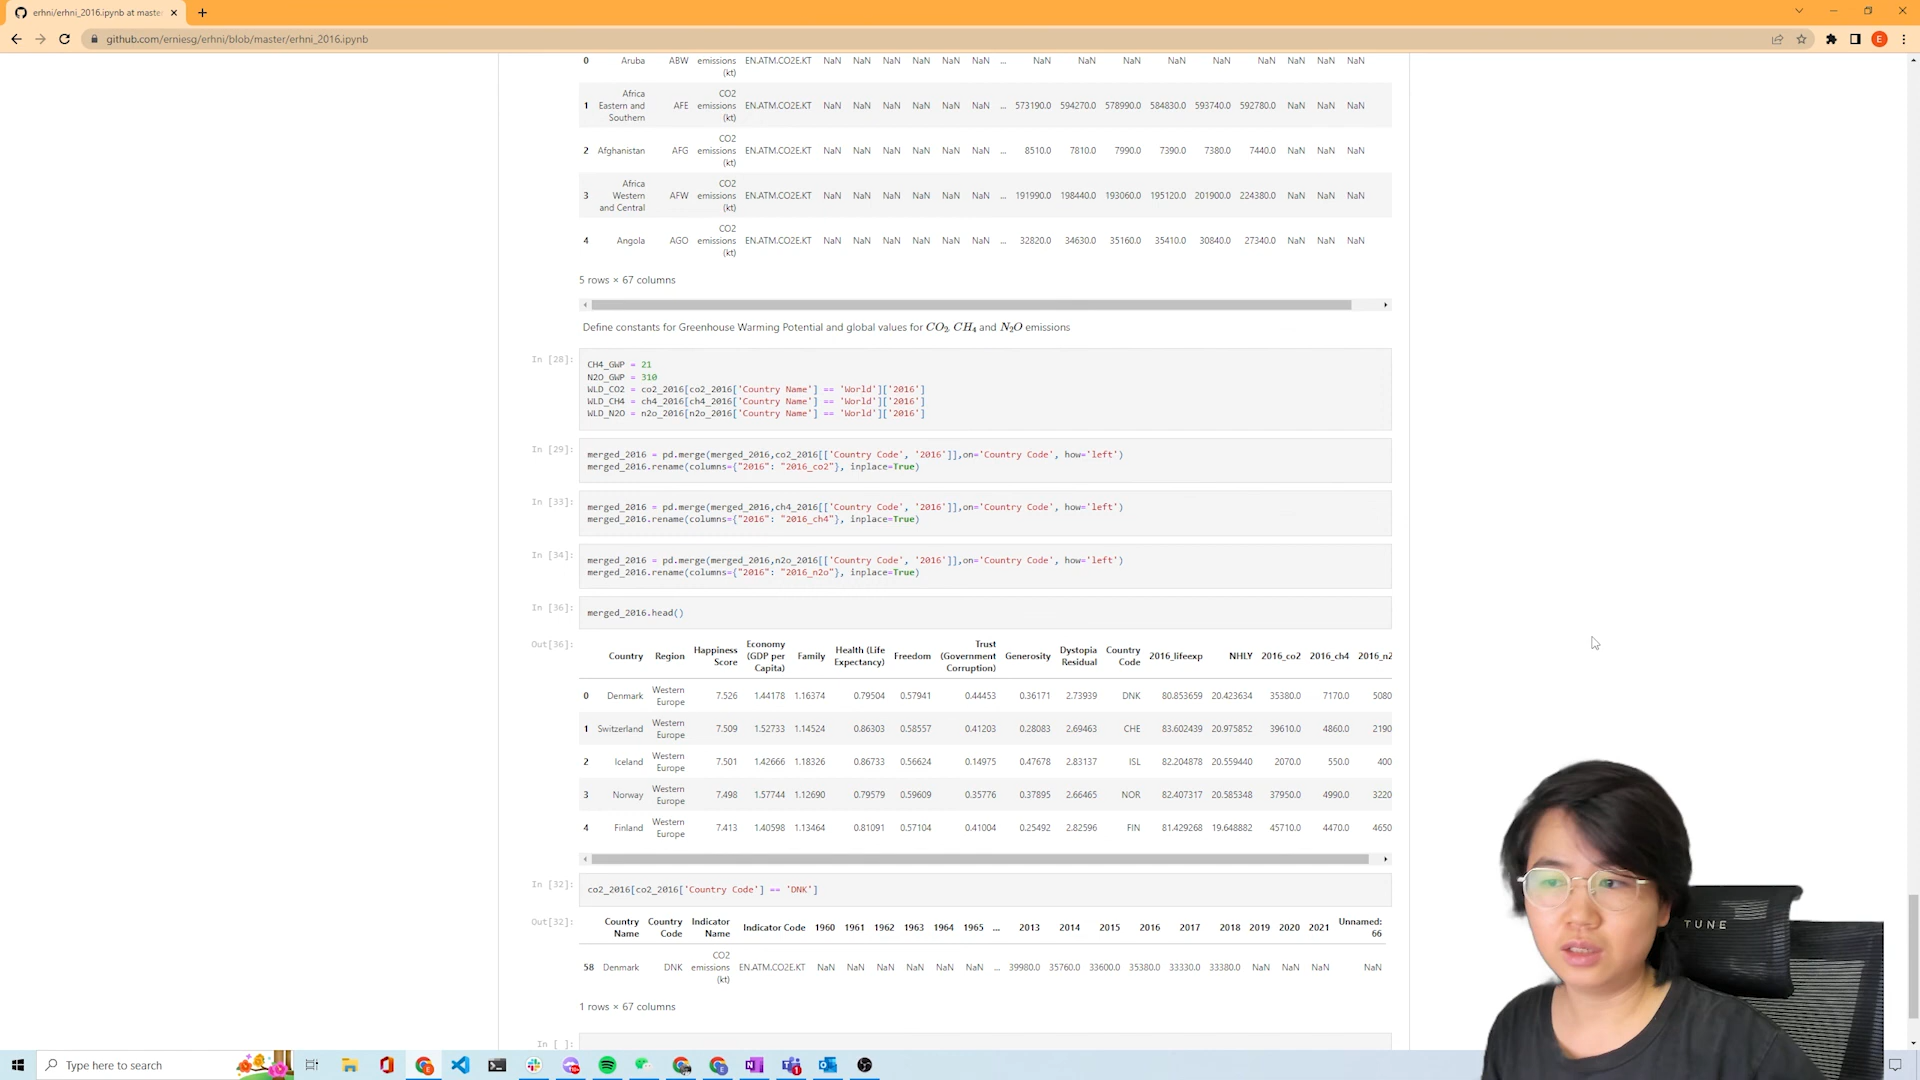 erhni/erhni_2016.ipynb at maste
github.com/erniesg/erhni/blob/master/erhni_2016.ipynb
E
0 Aruba ABW emissions (kt) EN.ATM.CO2E.KT NaN NaN NaN NaN NaN NaN ... NaN NaN NaN NaN NaN NaN NaN NaN NaN
1 Africa Eastern and Southern AFE CO2 emissions (kt) EN.ATM.CO2E.KT NaN NaN NaN NaN NaN NaN ... 573190.0 594270.0 578990.0 584830.0 593740.0 592780.0 NaN NaN NaN
2 Afghanistan AFG CO2 emissions (kt) EN.ATM.CO2E.KT NaN NaN NaN NaN NaN NaN ... 8510.0 7810.0 7990.0 7390.0 7380.0 7440.0 NaN NaN NaN
3 Africa Western and Central AFW CO2 emissions (kt) EN.ATM.CO2E.KT NaN NaN NaN NaN NaN NaN ... 191990.0 198440.0 193060.0 195120.0 201900.0 224380.0 NaN NaN NaN
4 Angola AGO CO2 emissions (kt) EN.ATM.CO2E.KT NaN NaN NaN NaN NaN NaN ... 32820.0 34630.0 35160.0 35410.0 30840.0 27340.0 NaN NaN NaN
5 rows × 67 columns
Define constants for Greenhouse Warming Potential and global values for CO₂, CH₄ and N₂O emissions
In [28]:
CH4_GWP = 21
N2O_GWP = 310
WLD_CO2 = co2_2016[co2_2016['Country Name'] == 'World']['2016']
WLD_CH4 = ch4_2016[ch4_2016['Country Name'] == 'World']['2016']
WLD_N2O = n2o_2016[n2o_2016['Country Name'] == 'World']['2016']
In [29]:
merged_2016 = pd.merge(merged_2016,co2_2016[['Country Code', '2016']],on='Country Code', how='left')
merged_2016.rename(columns={"2016": "2016_co2"}, inplace=True)
In [33]:
merged_2016 = pd.merge(merged_2016,ch4_2016[['Country Code', '2016']],on='Country Code', how='left')
merged_2016.rename(columns={"2016": "2016_ch4"}, inplace=True)
In [34]:
merged_2016 = pd.merge(merged_2016,n2o_2016[['Country Code', '2016']],on='Country Code', how='left')
merged_2016.rename(columns={"2016": "2016_n2o"}, inplace=True)
In [36]:
merged_2016.head()
Out[36]:
Country Region Happiness Score Economy (GDP per Capita) Family Health (Life Expectancy) Freedom Trust (Government Corruption) Generosity Dystopia Residual Country Code 2016_lifeexp NHLY 2016_co2 2016_ch4 2016_n2
0 Denmark Western Europe 7.526 1.44178 1.16374 0.79504 0.57941 0.44453 0.36171 2.73939 DNK 80.853659 20.423634 35380.0 7170.0 5080
1 Switzerland Western Europe 7.509 1.52733 1.14524 0.86303 0.58557 0.41203 0.28083 2.69463 CHE 83.602439 20.975852 39610.0 4860.0 2190
2 Iceland Western Europe 7.501 1.42666 1.18326 0.86733 0.56624 0.14975 0.47678 2.83137 ISL 82.204878 20.559440 2070.0 550.0 400
3 Norway Western Europe 7.498 1.57744 1.12690 0.79579 0.59609 0.35776 0.37895 2.66465 NOR 82.407317 20.585348 37950.0 4990.0 3220
4 Finland Western Europe 7.413 1.40598 1.13464 0.81091 0.57104 0.41004 0.25492 2.82596 FIN 81.429268 19.648882 45710.0 4470.0 4650
In [32]:
co2_2016[co2_2016['Country Code'] == 'DNK']
Out[32]:
Country Name Country Code Indicator Name Indicator Code 1960 1961 1962 1963 1964 1965 ... 2013 2014 2015 2016 2017 2018 2019 2020 2021 Unnamed: 66
58 Denmark DNK CO2 emissions (kt) EN.ATM.CO2E.KT NaN NaN NaN NaN NaN NaN ... 39980.0 35760.0 33600.0 35380.0 33330.0 33380.0 NaN NaN NaN NaN
1 rows × 67 columns
In [ ]:
TUNE
Type here to search